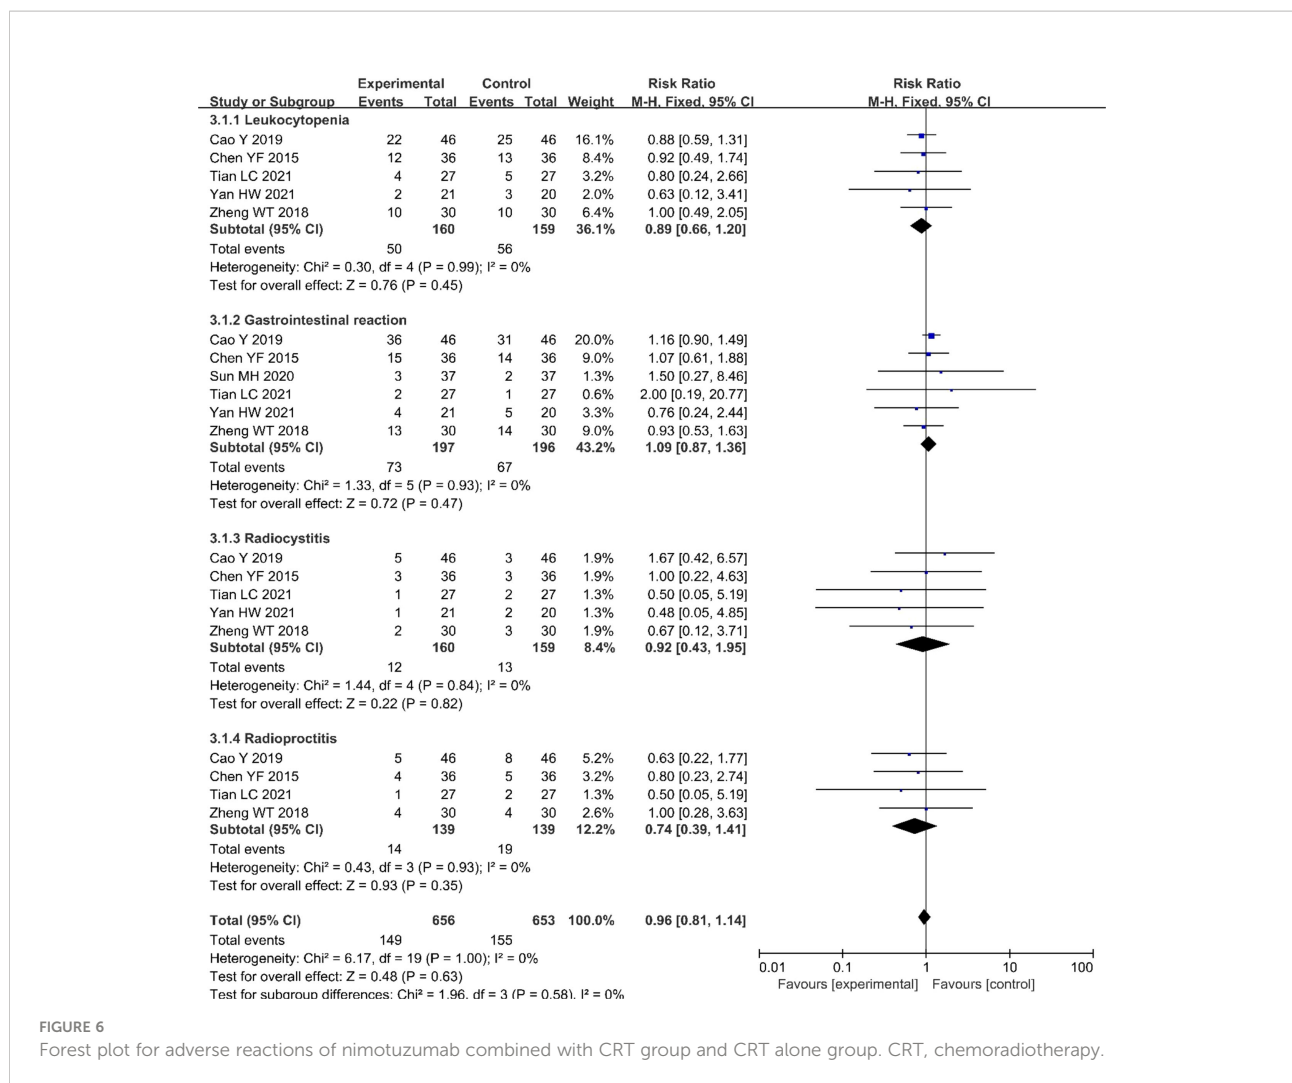 Experimental Control Risk Ratio Risk Ratio
Study or Subgroup Events Total Events Total Weight M-H, Fixed, 95% CI M-H, Fixed, 95% CI
3.1.1 Leukocytopenia
Cao Y 2019 22 46 25 46 16.1% 0.88 [0.59, 1.31]
Chen YF 2015 12 36 13 36 8.4% 0.92 [0.49, 1.74]
Tian LC 2021 4 27 5 27 3.2% 0.80 [0.24, 2.66]
Yan HW 2021 2 21 3 20 2.0% 0.63 [0.12, 3.41]
Zheng WT 2018 10 30 10 30 6.4% 1.00 [0.49, 2.05]
Subtotal (95% CI) 160 159 36.1% 0.89 [0.66, 1.20]
Total events 50 56
Heterogeneity: Chi² = 0.30, df = 4 (P = 0.99); I² = 0%
Test for overall effect: Z = 0.76 (P = 0.45)
3.1.2 Gastrointestinal reaction
Cao Y 2019 36 46 31 46 20.0% 1.16 [0.90, 1.49]
Chen YF 2015 15 36 14 36 9.0% 1.07 [0.61, 1.88]
Sun MH 2020 3 37 2 37 1.3% 1.50 [0.27, 8.46]
Tian LC 2021 2 27 1 27 0.6% 2.00 [0.19, 20.77]
Yan HW 2021 4 21 5 20 3.3% 0.76 [0.24, 2.44]
Zheng WT 2018 13 30 14 30 9.0% 0.93 [0.53, 1.63]
Subtotal (95% CI) 197 196 43.2% 1.09 [0.87, 1.36]
Total events 73 67
Heterogeneity: Chi² = 1.33, df = 5 (P = 0.93); I² = 0%
Test for overall effect: Z = 0.72 (P = 0.47)
3.1.3 Radiocystitis
Cao Y 2019 5 46 3 46 1.9% 1.67 [0.42, 6.57]
Chen YF 2015 3 36 3 36 1.9% 1.00 [0.22, 4.63]
Tian LC 2021 1 27 2 27 1.3% 0.50 [0.05, 5.19]
Yan HW 2021 1 21 2 20 1.3% 0.48 [0.05, 4.85]
Zheng WT 2018 2 30 3 30 1.9% 0.67 [0.12, 3.71]
Subtotal (95% CI) 160 159 8.4% 0.92 [0.43, 1.95]
Total events 12 13
Heterogeneity: Chi² = 1.44, df = 4 (P = 0.84); I² = 0%
Test for overall effect: Z = 0.22 (P = 0.82)
3.1.4 Radioproctitis
Cao Y 2019 5 46 8 46 5.2% 0.63 [0.22, 1.77]
Chen YF 2015 4 36 5 36 3.2% 0.80 [0.23, 2.74]
Tian LC 2021 1 27 2 27 1.3% 0.50 [0.05, 5.19]
Zheng WT 2018 4 30 4 30 2.6% 1.00 [0.28, 3.63]
Subtotal (95% CI) 139 139 12.2% 0.74 [0.39, 1.41]
Total events 14 19
Heterogeneity: Chi² = 0.43, df = 3 (P = 0.93); I² = 0%
Test for overall effect: Z = 0.93 (P = 0.35)
Total (95% CI) 656 653 100.0% 0.96 [0.81, 1.14]
Total events 149 155
Heterogeneity: Chi² = 6.17, df = 19 (P = 1.00); I² = 0%
Test for overall effect: Z = 0.48 (P = 0.63)
Test for subgroup differences: Chi² = 1.96, df = 3 (P = 0.58), I² = 0%
0.01 0.1 1 10 100
Favours [experimental] Favours [control]
FIGURE 6
Forest plot for adverse reactions of nimotuzumab combined with CRT group and CRT alone group. CRT, chemoradiotherapy.